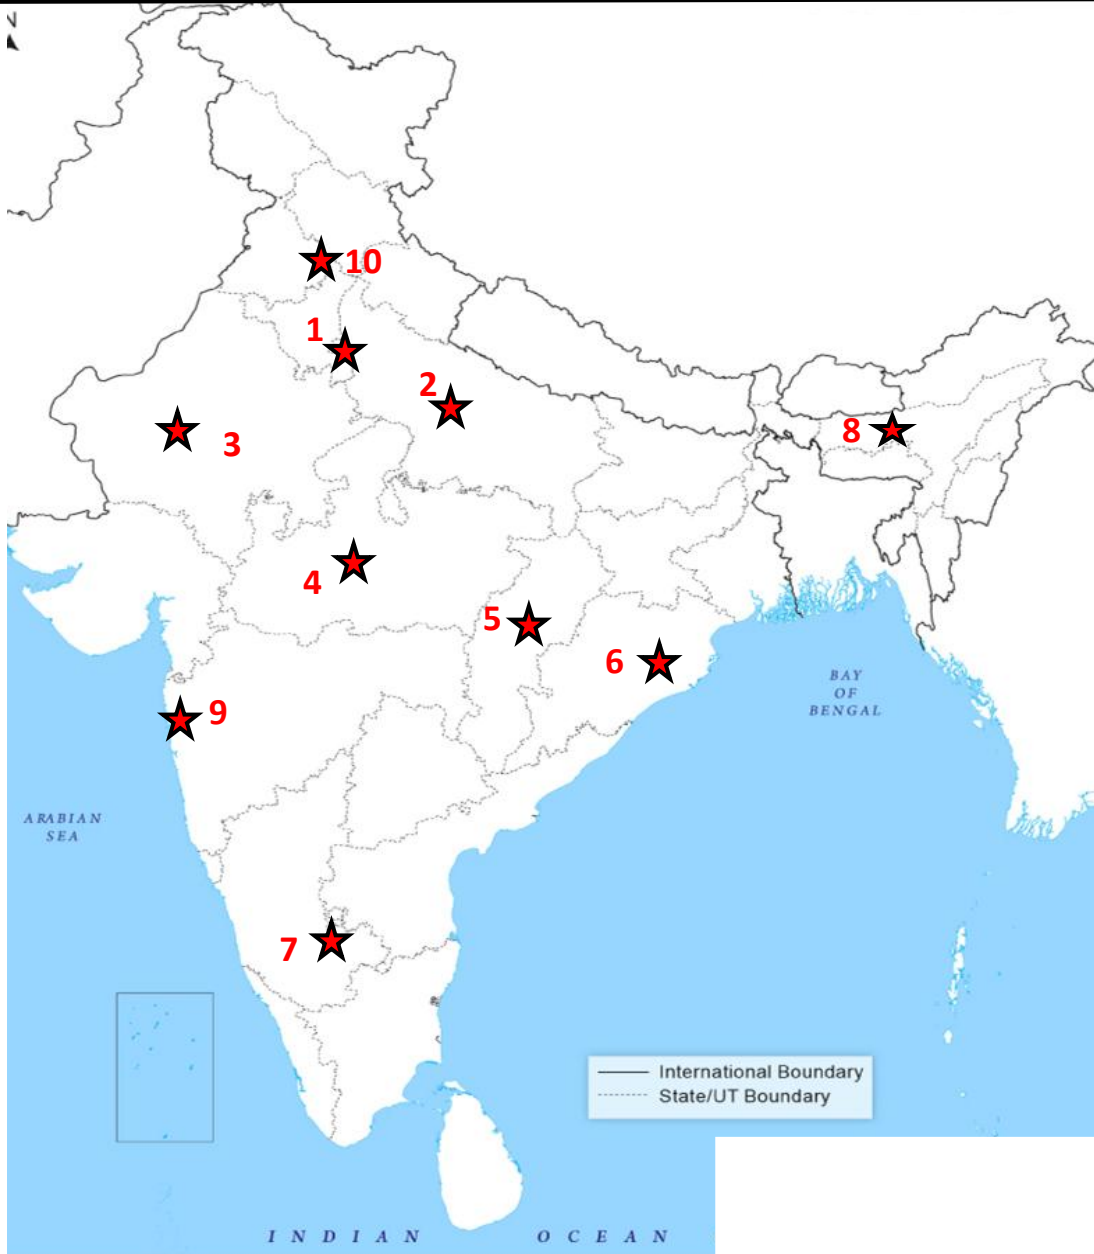 N
10
1
2
3
8
4
5
6
9
BAY
OF
BENGAL
ARABIAN
SEA
7
International Boundary
State/UT Boundary
INDIAN OCEAN